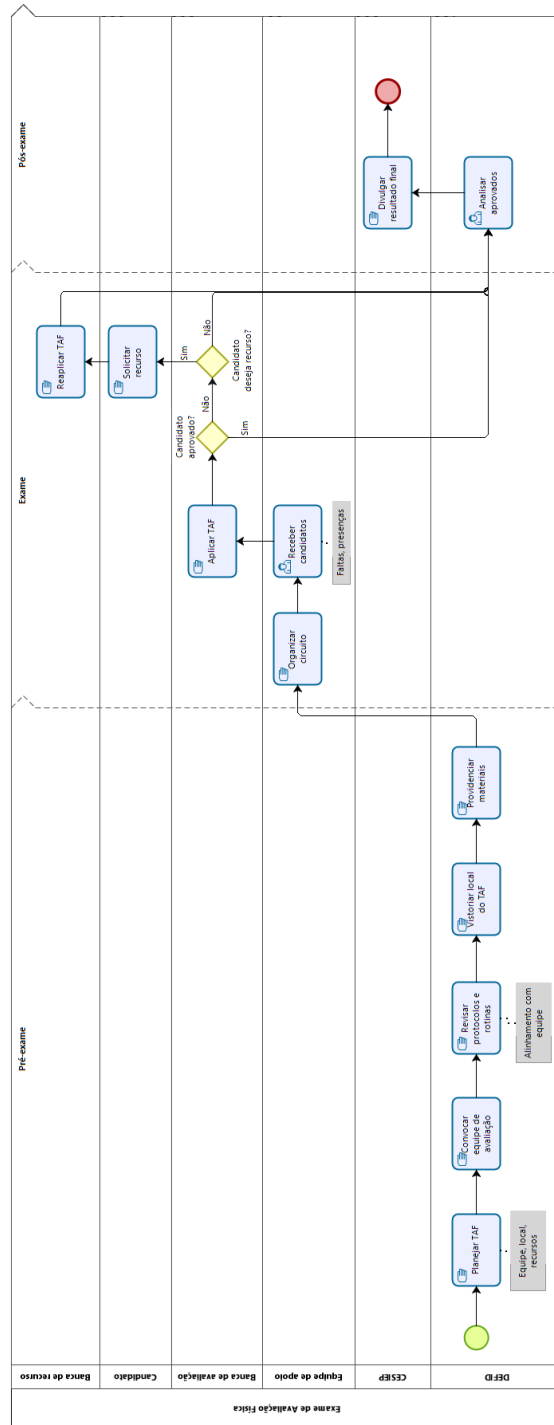 Exame de Avaliação Física
Pré-exame
Exame
Pós-exame
Banca de recurso
Reaplicar TAF
Candidato
Solicitar
recurso
Banca de avaliação
Aplicar TAF
Candidato
aprovado?
Não
Sim
Candidato
deseja recurso?
Sim
Não
Equipe de apoio
Organizar
circuito
Receber
candidatos
Faltas, presenças
CESIEP
Divulgar
resultado final
DEFID
Planejar TAF
Equipe, local,
recursos
Convocar
equipe de
avaliação
Revisar
protocolos e
rotinas
Alinhamento com
equipe
Vistoriar local
do TAF
Providenciar
materiais
Analisar
aprovados